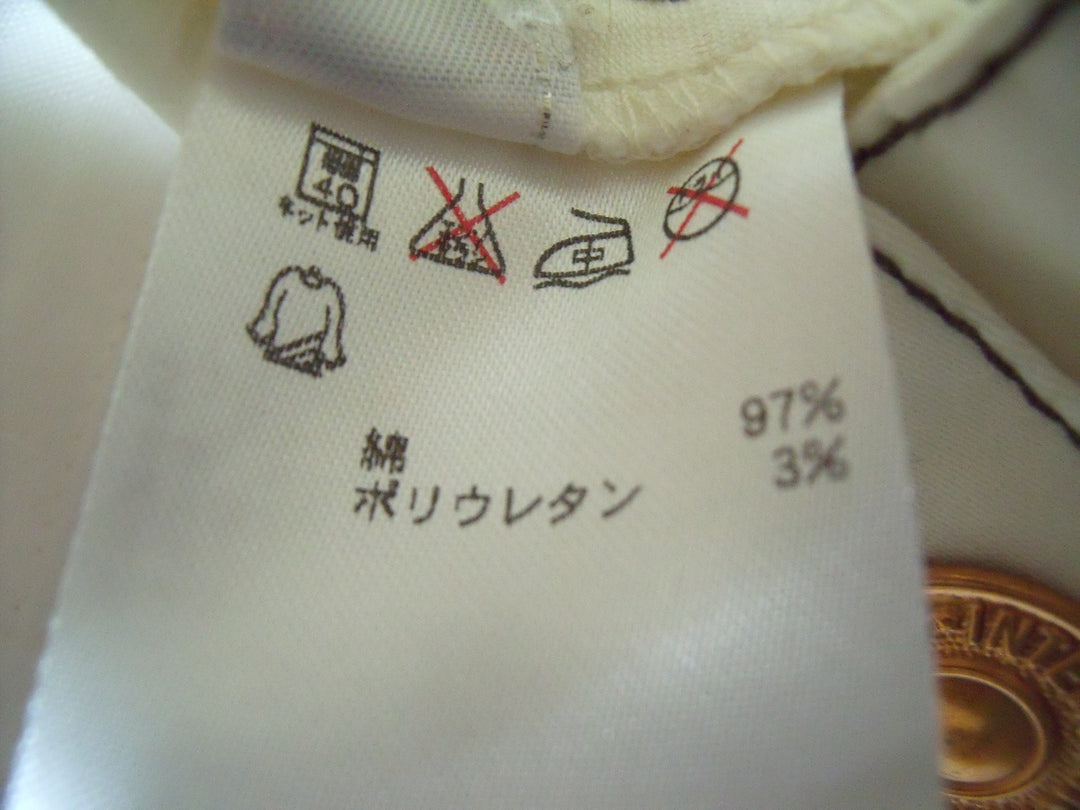 40
ネット使用
中
綿 97%
ポリウレタン 3%